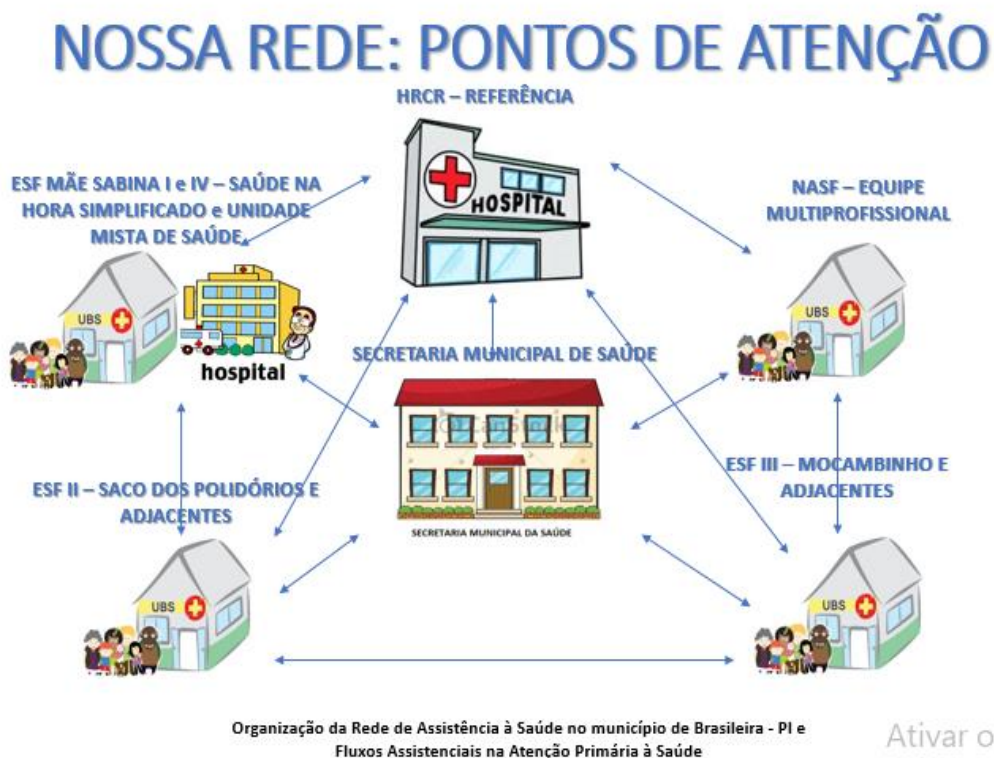 NOSSA REDE: PONTOS DE ATENÇÃO
HRCR – REFERÊNCIA
ESF MÃE SABINA I e IV – SAÚDE NA
HORA SIMPLIFICADO e UNIDADE
MISTA DE SAÚDE
NASF – EQUIPE
MULTIPROFISSIONAL
HOSPITAL
UBS
hospital
UBS
SECRETARIA MUNICIPAL DE SAÚDE
ESF II – SACO DOS POLIDÓRIOS E
ADJACENTES
ESF III – MOCAMBINHO E
ADJACENTES
SECRETARIA MUNICIPAL DA SAÚDE
UBS
UBS
Organização da Rede de Assistência à Saúde no município de Brasileira - PI e
Fluxos Assistenciais na Atenção Primária à Saúde
Ativar o